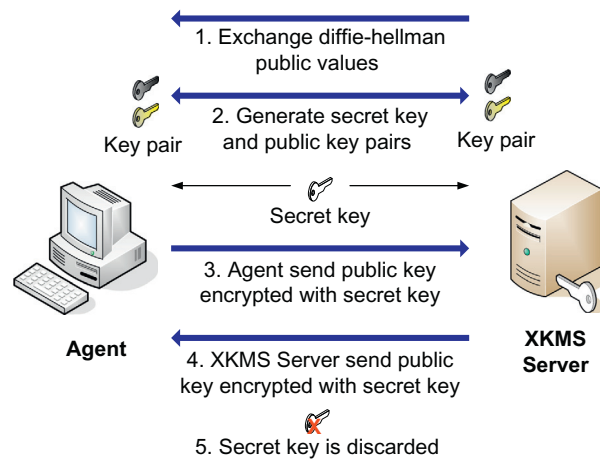 1. Exchange diffie-hellman
public values
2. Generate secret key
and public key pairs
Key pair
Key pair
Secret key
3. Agent send public key
encrypted with secret key
Agent
XKMS
Server
4. XKMS Server send public
key encrypted with secret key
5. Secret key is discarded